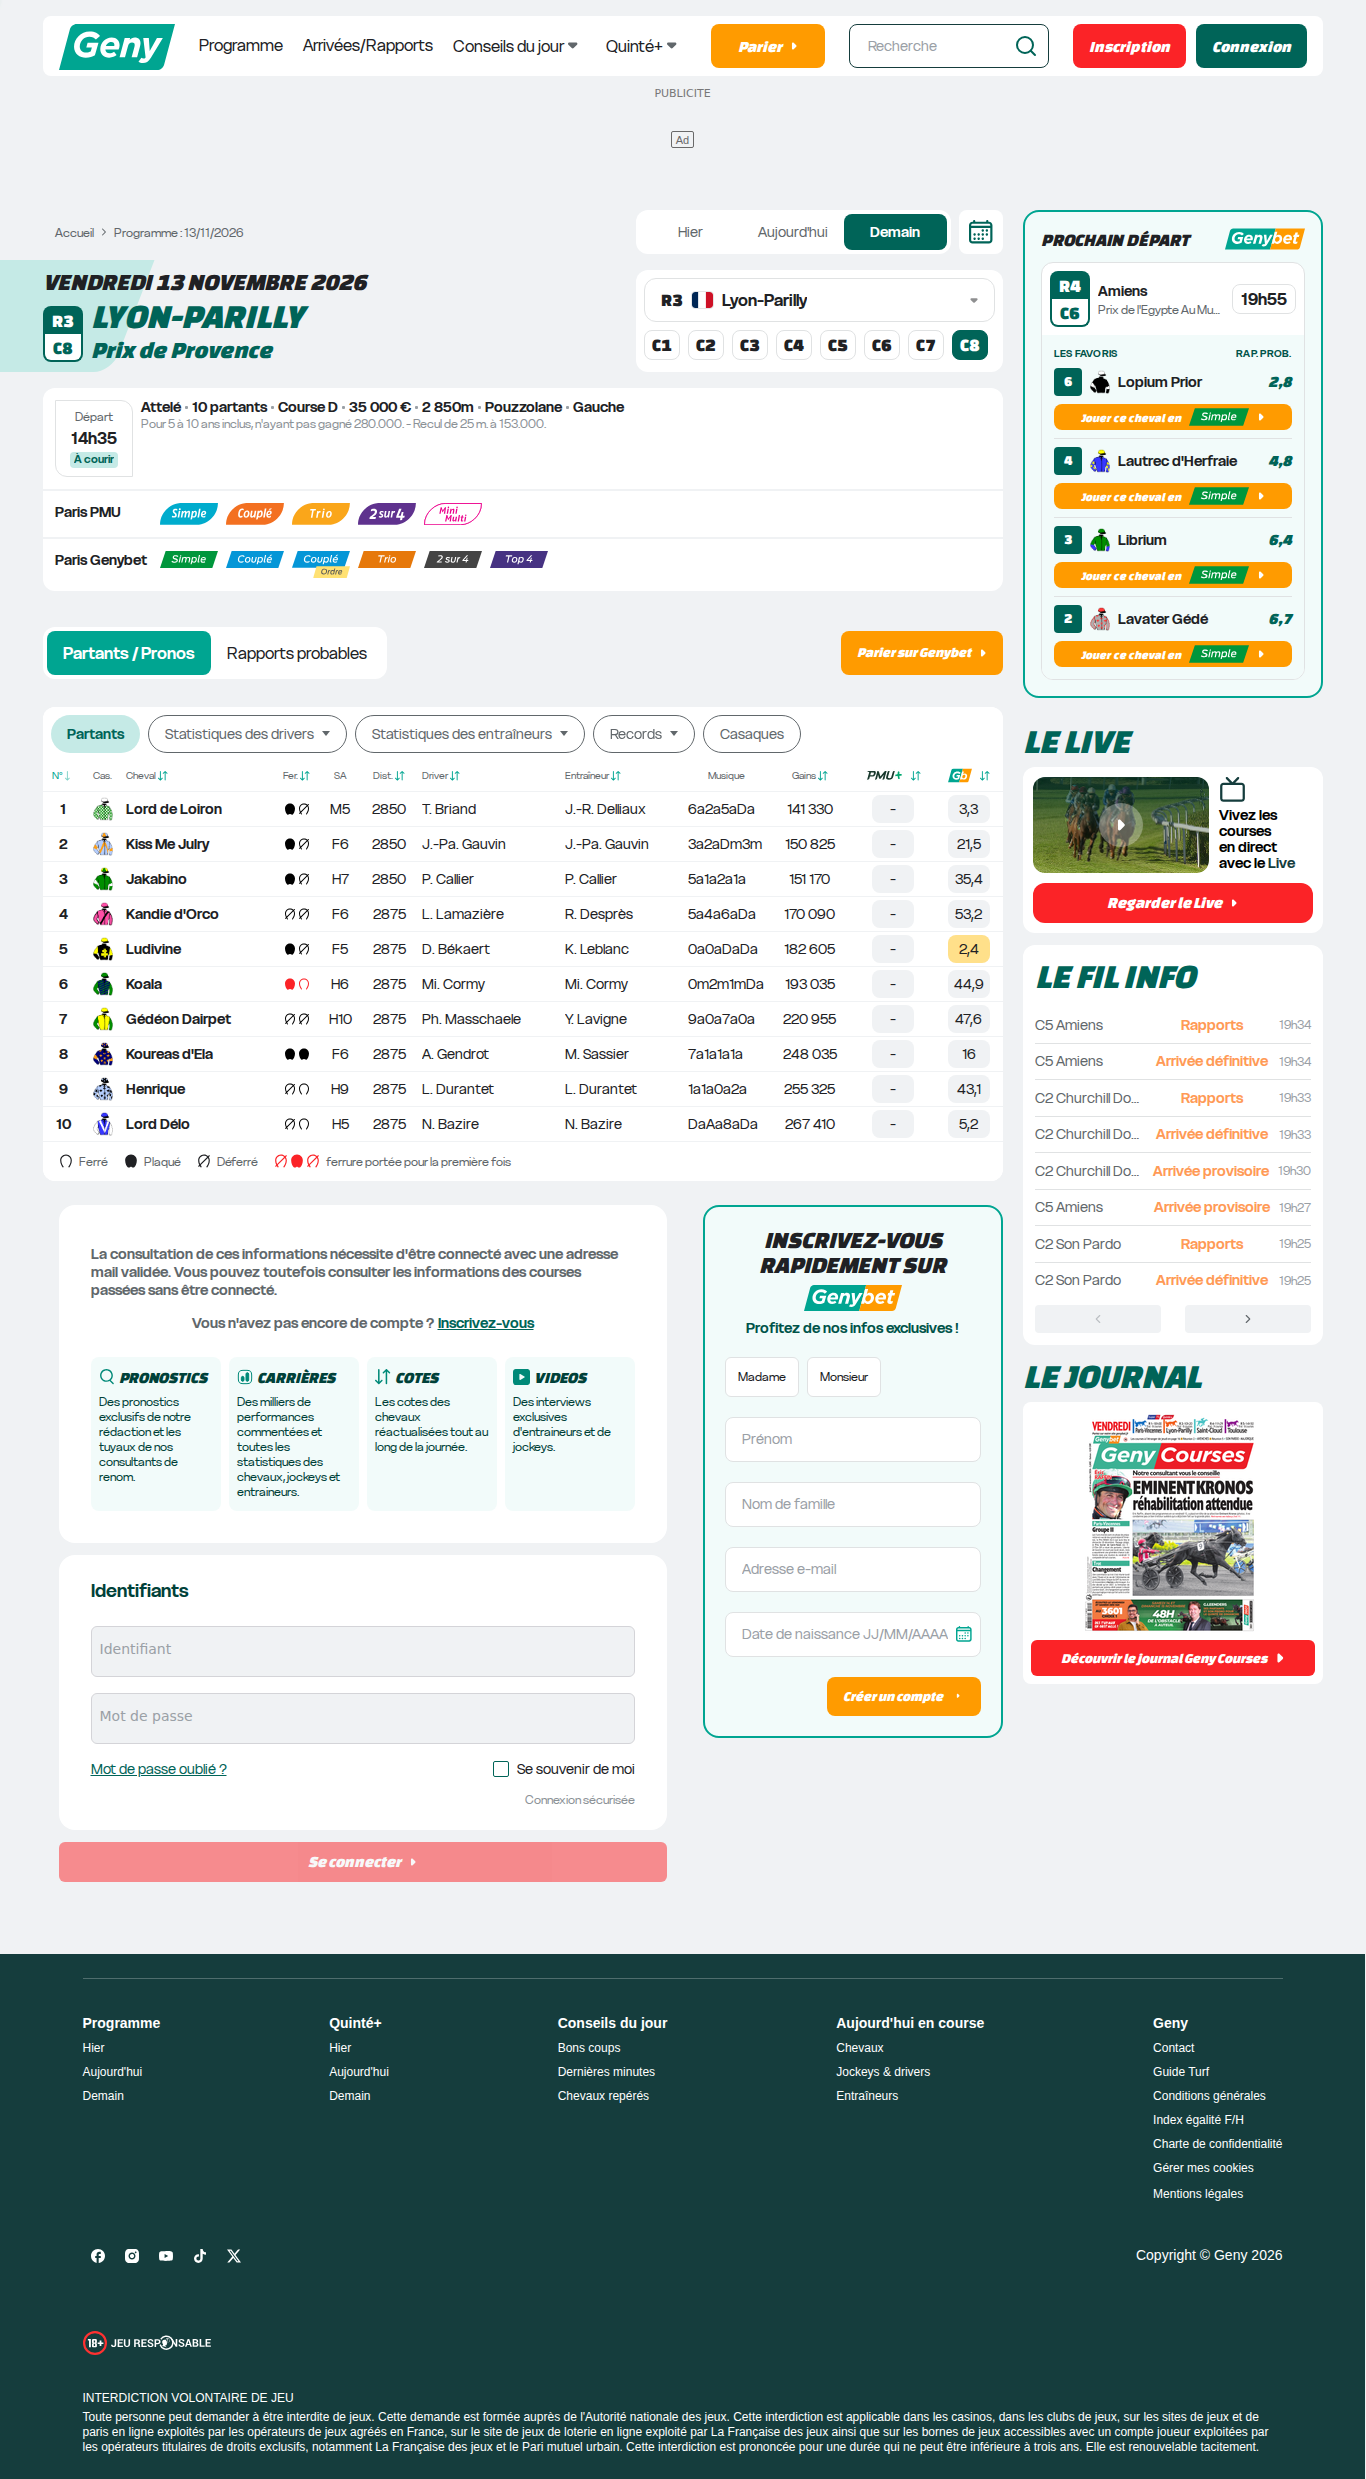 Geny
Programme
Arrivées/Rapports
Conseils du jour
Quinté+
Parier
Recherche
Inscription
Connexion
PUBLICITE
Ad
Accueil > Programme : 13/11/2026
Hier
Aujourd'hui
Demain
VENDREDI 13 NOVEMBRE 2026
R3
C8
LYON-PARILLY
Prix de Provence
R3 Lyon-Parilly
C1 C2 C3 C4 C5 C6 C7 C8
Départ
14h35
À courir
Attelé • 10 partants • Course D • 35 000 € • 2 850m • Pouzzolane • Gauche
Pour 5 à 10 ans inclus, n'ayant pas gagné 280.000. - Recul de 25 m. à 153.000.
Paris PMU
Simple Couplé Trio 2 sur 4 Mini Multi
Paris Genybet
Simple Couplé Couplé Ordre Trio 2 sur 4 Top 4
Partants / Pronos
Rapports probables
Parier sur Genybet
Partants
Statistiques des drivers
Statistiques des entraîneurs
Records
Casaques
N° Cas. Cheval Fer. SA Dist. Driver Entraîneur Musique Gains PMU+ Gb
1 Lord de Loiron M5 2850 T. Briand J.-R. Delliaux 6a2a5aDa 141 330 - 3,3
2 Kiss Me Julry F6 2850 J.-Pa. Gauvin J.-Pa. Gauvin 3a2aDm3m 150 825 - 21,5
3 Jakabino H7 2850 P. Callier P. Callier 5a1a2a1a 151 170 - 35,4
4 Kandie d'Orco F6 2875 L. Lamazière R. Desprès 5a4a6aDa 170 090 - 53,2
5 Ludivine F5 2875 D. Békaert K. Leblanc 0a0aDaDa 182 605 - 2,4
6 Koala H6 2875 Mi. Cormy Mi. Cormy 0m2m1mDa 193 035 - 44,9
7 Gédéon Dairpet H10 2875 Ph. Masschaele Y. Lavigne 9a0a7a0a 220 955 - 47,6
8 Koureas d'Ela F6 2875 A. Gendrot M. Sassier 7a1a1a1a 248 035 - 16
9 Henrique H9 2875 L. Durantet L. Durantet 1a1a0a2a 255 325 - 43,1
10 Lord Délo H5 2875 N. Bazire N. Bazire DaAa8aDa 267 410 - 5,2
Ferré Plaqué Déferré ferrure portée pour la première fois
La consultation de ces informations nécessite d'être connecté avec une adresse
mail validée. Vous pouvez toutefois consulter les informations des courses
passées sans être connecté.
Vous n'avez pas encore de compte ? Inscrivez-vous
PRONOSTICS
Des pronostics
exclusifs de notre
rédaction et les
tuyaux de nos
consultants de
renom.
CARRIÈRES
Des milliers de
performances
commentées et
toutes les
statistiques des
chevaux, jockeys et
entraineurs.
COTES
Les cotes des
chevaux
réactualisées tout au
long de la journée.
VIDEOS
Des interviews
exclusives
d'entraineurs et de
jockeys.
Identifiants
Identifiant
Mot de passe
Mot de passe oublié ?
Se souvenir de moi
Connexion sécurisée
Se connecter
INSCRIVEZ-VOUS
RAPIDEMENT SUR
Genybet
Profitez de nos infos exclusives !
Madame
Monsieur
Prénom
Nom de famille
Adresse e-mail
Date de naissance JJ/MM/AAAA
Créer un compte
PROCHAIN DÉPART
Genybet
R4
C6
Amiens
Prix de l'Egypte Au Mu...
19h55
LES FAVORIS
RAP. PROB.
6 Lopium Prior 2,8
Jouer ce cheval en Simple
4 Lautrec d'Herfraie 4,8
Jouer ce cheval en Simple
3 Librium 6,4
Jouer ce cheval en Simple
2 Lavater Gédé 6,7
Jouer ce cheval en Simple
LE LIVE
Vivez les
courses
en direct
avec le Live
Regarder le Live
LE FIL INFO
C5 Amiens Rapports 19h34
C5 Amiens Arrivée définitive 19h34
C2 Churchill Do... Rapports 19h33
C2 Churchill Do... Arrivée définitive 19h33
C2 Churchill Do... Arrivée provisoire 19h30
C5 Amiens Arrivée provisoire 19h27
C2 Son Pardo Rapports 19h25
C2 Son Pardo Arrivée définitive 19h25
LE JOURNAL
VENDREDI
Paris-Vincennes Lyon-Parilly Saint-Cloud Toulouse
Genybet
Geny Courses
Notre consultant vous le conseille
EMINENT KRONOS
réhabilitation attendue
Groupe II
Changement
3601
48H
Découvrir le journal Geny Courses
Programme
Hier
Aujourd'hui
Demain
Quinté+
Hier
Aujourd'hui
Demain
Conseils du jour
Bons coups
Dernières minutes
Chevaux repérés
Aujourd'hui en course
Chevaux
Jockeys & drivers
Entraîneurs
Geny
Contact
Guide Turf
Conditions générales
Index égalité F/H
Charte de confidentialité
Gérer mes cookies
Mentions légales
Copyright © Geny 2026
18+ JEU RESPONSABLE
INTERDICTION VOLONTAIRE DE JEU
Toute personne peut demander à être interdite de jeux. Cette demande est formée auprès de l'Autorité nationale des jeux. Cette interdiction est applicable dans les casinos, dans les clubs de jeux, sur les sites de jeux et de
paris en ligne exploités par les opérateurs de jeux agréés en France, sur le site de jeux de loterie en ligne exploité par La Française des jeux ainsi que sur les bornes de jeux accessibles avec un compte joueur exploitées par
les opérateurs titulaires de droits exclusifs, notamment La Française des jeux et le Pari mutuel urbain. Cette interdiction est prononcée pour une durée qui ne peut être inférieure à trois ans. Elle est renouvelable tacitement.